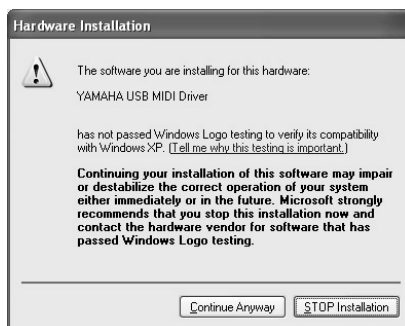 Hardware Installation
The software you are installing for this hardware:
YAMAHA USB MIDI Driver
has not passed Windows Logo testing to verify its compatibility
with Windows XP. (Tell me why this testing is important.)
Continuing your installation of this software may impair
or destabilize the correct operation of your system
either immediately or in the future. Microsoft strongly
recommends that you stop this installation now and
contact the hardware vendor for software that has
passed Windows Logo testing.
Continue Anyway
STOP Installation